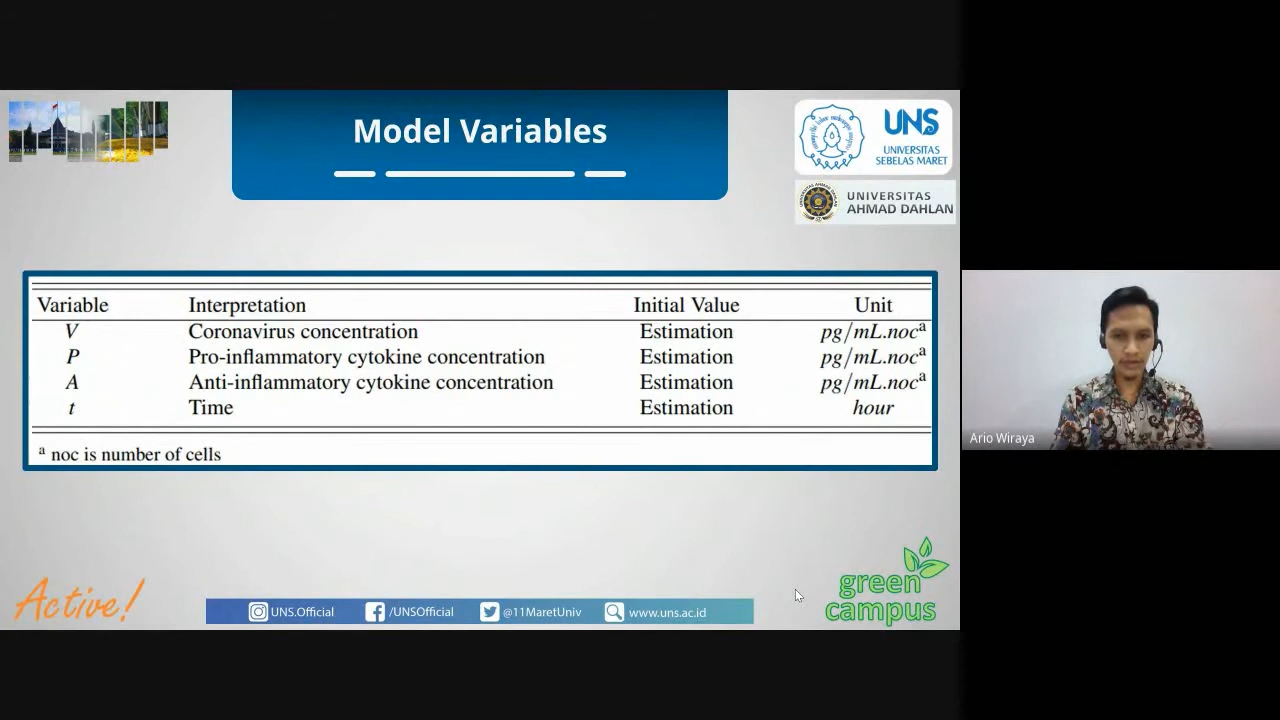 Model Variables
UNS
UNIVERSITAS
SEBELAS MARET
UNIVERSITAS
AHMAD DAHLAN
Variable Interpretation Initial Value Unit
V Coronavirus concentration Estimation pg/mL.nocᵃ
P Pro-inflammatory cytokine concentration Estimation pg/mL.nocᵃ
A Anti-inflammatory cytokine concentration Estimation pg/mL.nocᵃ
t Time Estimation hour
ᵃ noc is number of cells
Ario Wiraya
Active!
UNS.Official /UNSOfficial @11MaretUniv www.uns.ac.id
green
campus